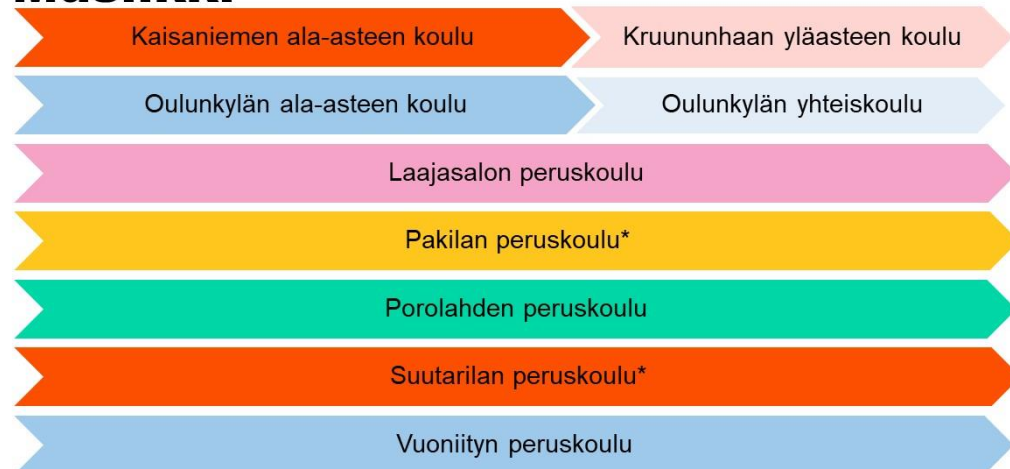 Musiikki
Kaisaniemen ala-asteen koulu
Kruununhaan yläasteen koulu
Oulunkylän ala-asteen koulu
Oulunkylän yhteiskoulu
Laajasalon peruskoulu
Pakilan peruskoulu*
Porolahden peruskoulu
Suutarilan peruskoulu*
Vuoniityn peruskoulu